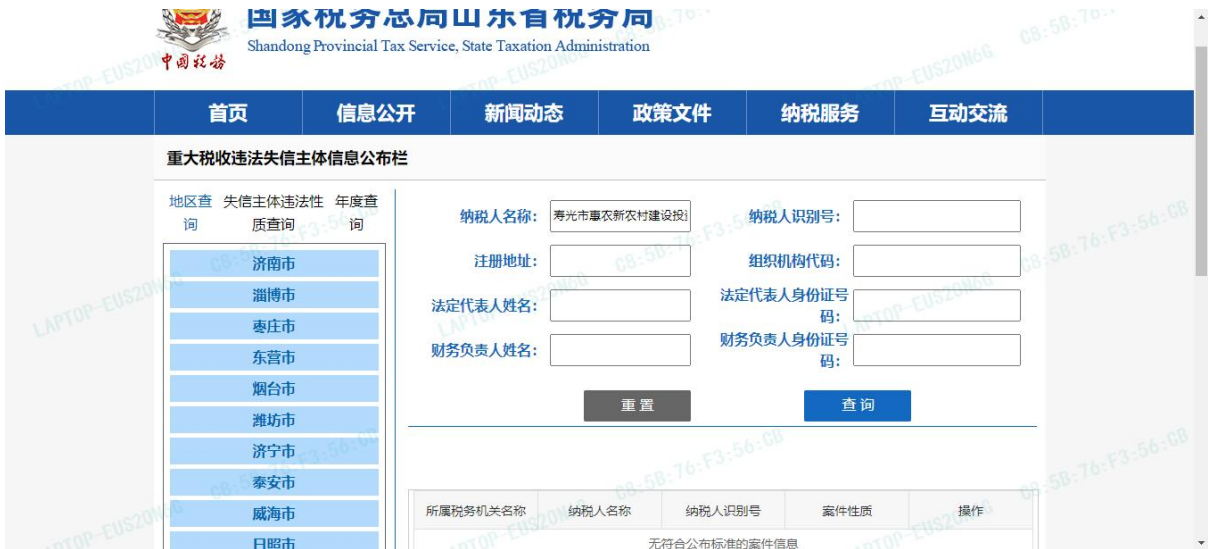 国家税务总局山东省税务局
Shandong Provincial Tax Service, State Taxation Administration
中国税务
首页 信息公开 新闻动态 政策文件 纳税服务 互动交流
重大税收违法失信主体信息公布栏
地区查询 失信主体违法性质查询 年度查询
济南市
淄博市
枣庄市
东营市
烟台市
潍坊市
济宁市
泰安市
威海市
日照市
纳税人名称: 寿光市惠农新农村建设投 纳税人识别号:
注册地址: 组织机构代码:
法定代表人姓名: 法定代表人身份证号码:
财务负责人姓名: 财务负责人身份证号码:
重置 查询
所属税务机关名称 纳税人名称 纳税人识别号 案件性质 操作
无符合公布标准的案件信息
LAPTOP-EUS20N6G
C8:5B:76:F3:56:CB